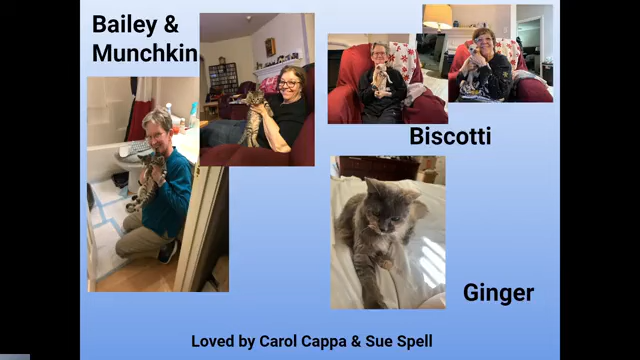 Bailey &
Munchkin
Biscotti
Ginger
Loved by Carol Cappa & Sue Spell